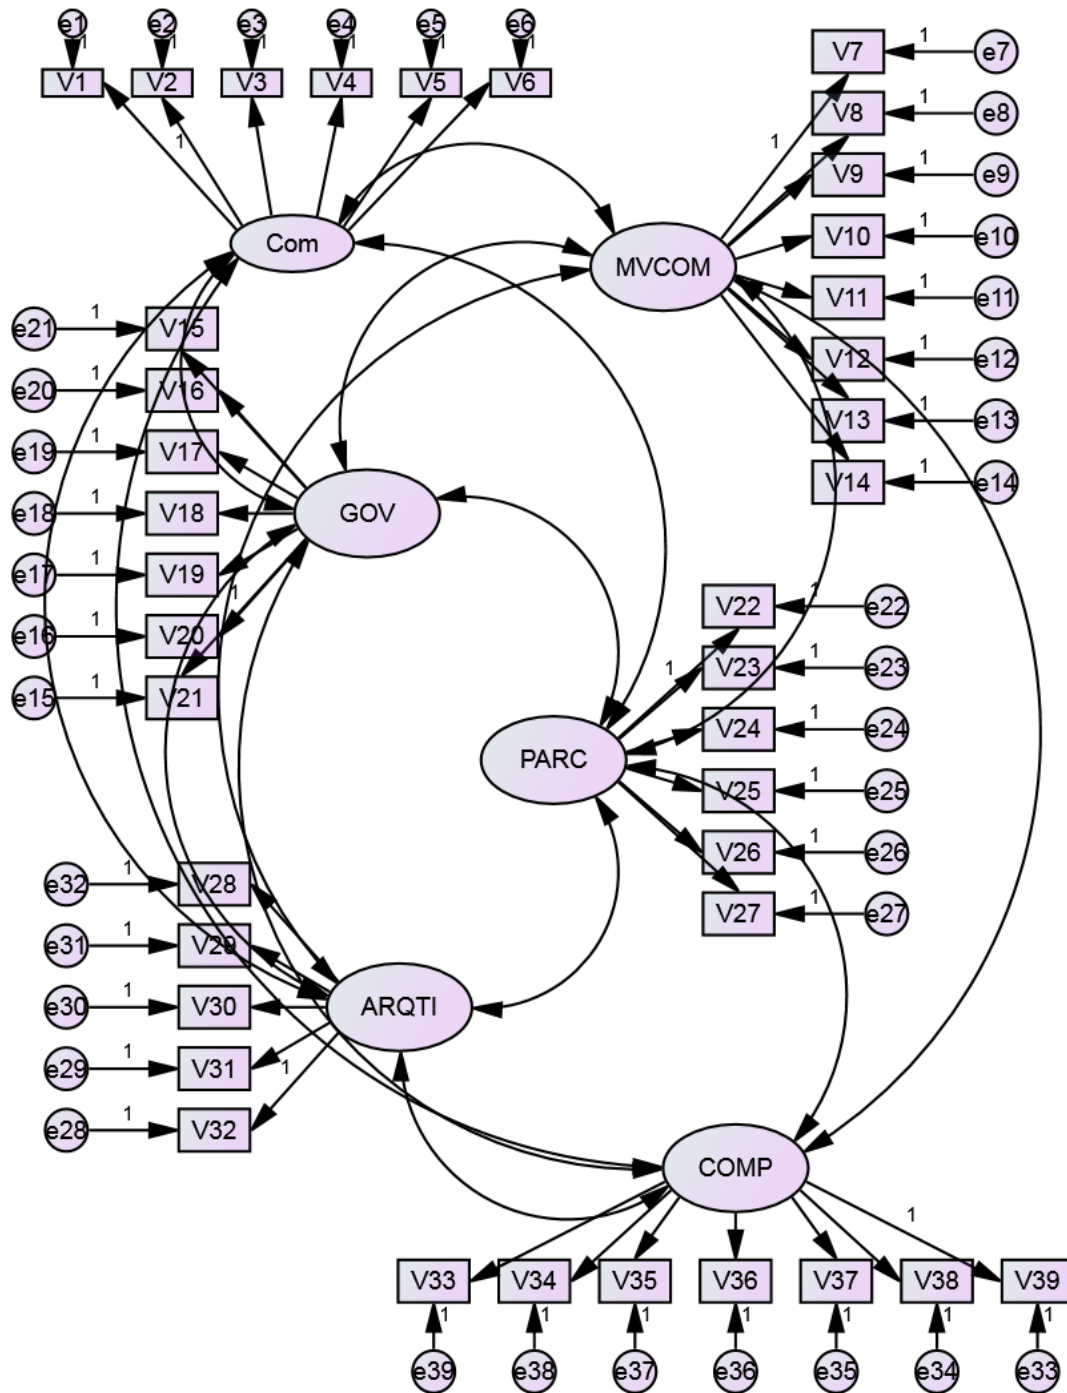 e1 e2 e3 e4 e5 e6
1 1 1 1 1 1
V1 V2 V3 V4 V5 V6
1
Com
V7 1 e7
1
V8 1 e8
V9 1 e9
V10 1 e10
V11 1 e11
V12 1 e12
V13 1 e13
V14 1 e14
MVCOM
e21 1 V15
e20 1 V16
e19 1 V17
e18 1 V18
e17 1 V19
e16 1 V20
e15 1 V21
1
GOV
V22 1 e22
1
V23 1 e23
V24 1 e24
V25 1 e25
V26 1 e26
V27 1 e27
PARC
e32 1 V28
e31 1 V29
e30 1 V30
e29 1 V31
e28 1 V32
1
ARQTI
COMP
1
V33 V34 V35 V36 V37 V38 V39
1 1 1 1 1 1 1
e39 e38 e37 e36 e35 e34 e33